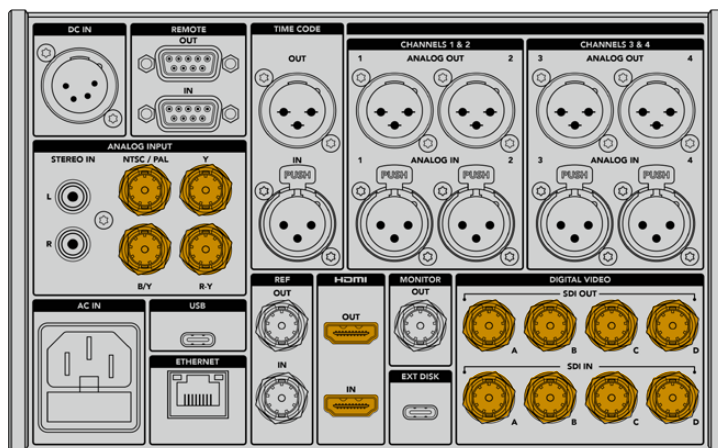 DC IN
REMOTE
OUT
IN
TIME CODE
OUT
IN
PUSH
CHANNELS 1 & 2
1 ANALOG OUT 2
1 ANALOG IN 2
PUSH PUSH
CHANNELS 3 & 4
3 ANALOG OUT 4
3 ANALOG IN 4
PUSH PUSH
ANALOG INPUT
STEREO IN NTSC / PAL Y
L
R
B/Y R-Y
AC IN
USB
ETHERNET
REF
OUT
IN
HDMI
OUT
IN
MONITOR
OUT
EXT DISK
DIGITAL VIDEO
SDI OUT
A B C D
SDI IN
A B C D